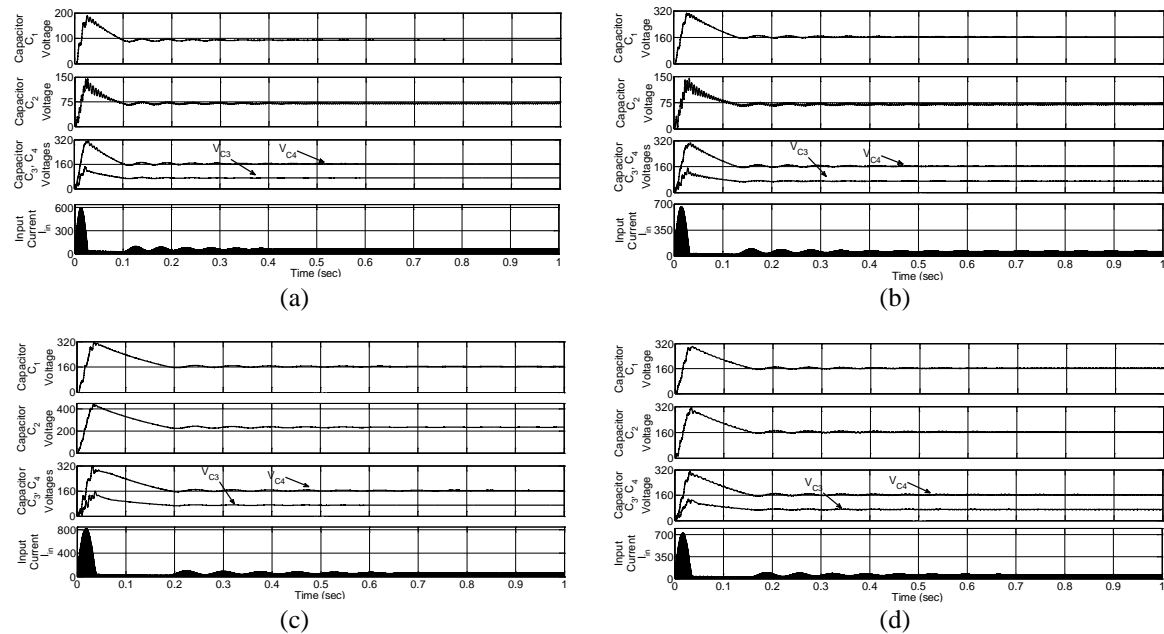 Capacitor C1 Voltage
200
100
0
Capacitor C2 Voltage
150
75
0
Capacitor C3, C4 Voltages
320
160
0
VC3
VC4
Input Current Iin
600
300
0
0 0.1 0.2 0.3 0.4 0.5 0.6 0.7 0.8 0.9 1
Time (sec)
(a)
Capacitor C1 Voltage
320
160
0
Capacitor C2 Voltage
150
75
0
Capacitor C3, C4 Voltages
320
160
0
VC3
VC4
Input Current Iin
700
350
0
0 0.1 0.2 0.3 0.4 0.5 0.6 0.7 0.8 0.9 1
Time (sec)
(b)
Capacitor C1 Voltage
320
160
0
Capacitor C2 Voltage
400
200
0
Capacitor C3, C4 Voltages
320
160
0
VC3
VC4
Input Current Iin
800
400
0
0 0.1 0.2 0.3 0.4 0.5 0.6 0.7 0.8 0.9 1
Time (sec)
(c)
Capacitor C1 Voltage
320
160
0
Capacitor C2 Voltage
320
160
0
Capacitor C3, C4 Voltages
320
160
0
VC3
VC4
Input Current Iin
700
350
0
0 0.1 0.2 0.3 0.4 0.5 0.6 0.7 0.8 0.9 1
Time (sec)
(d)